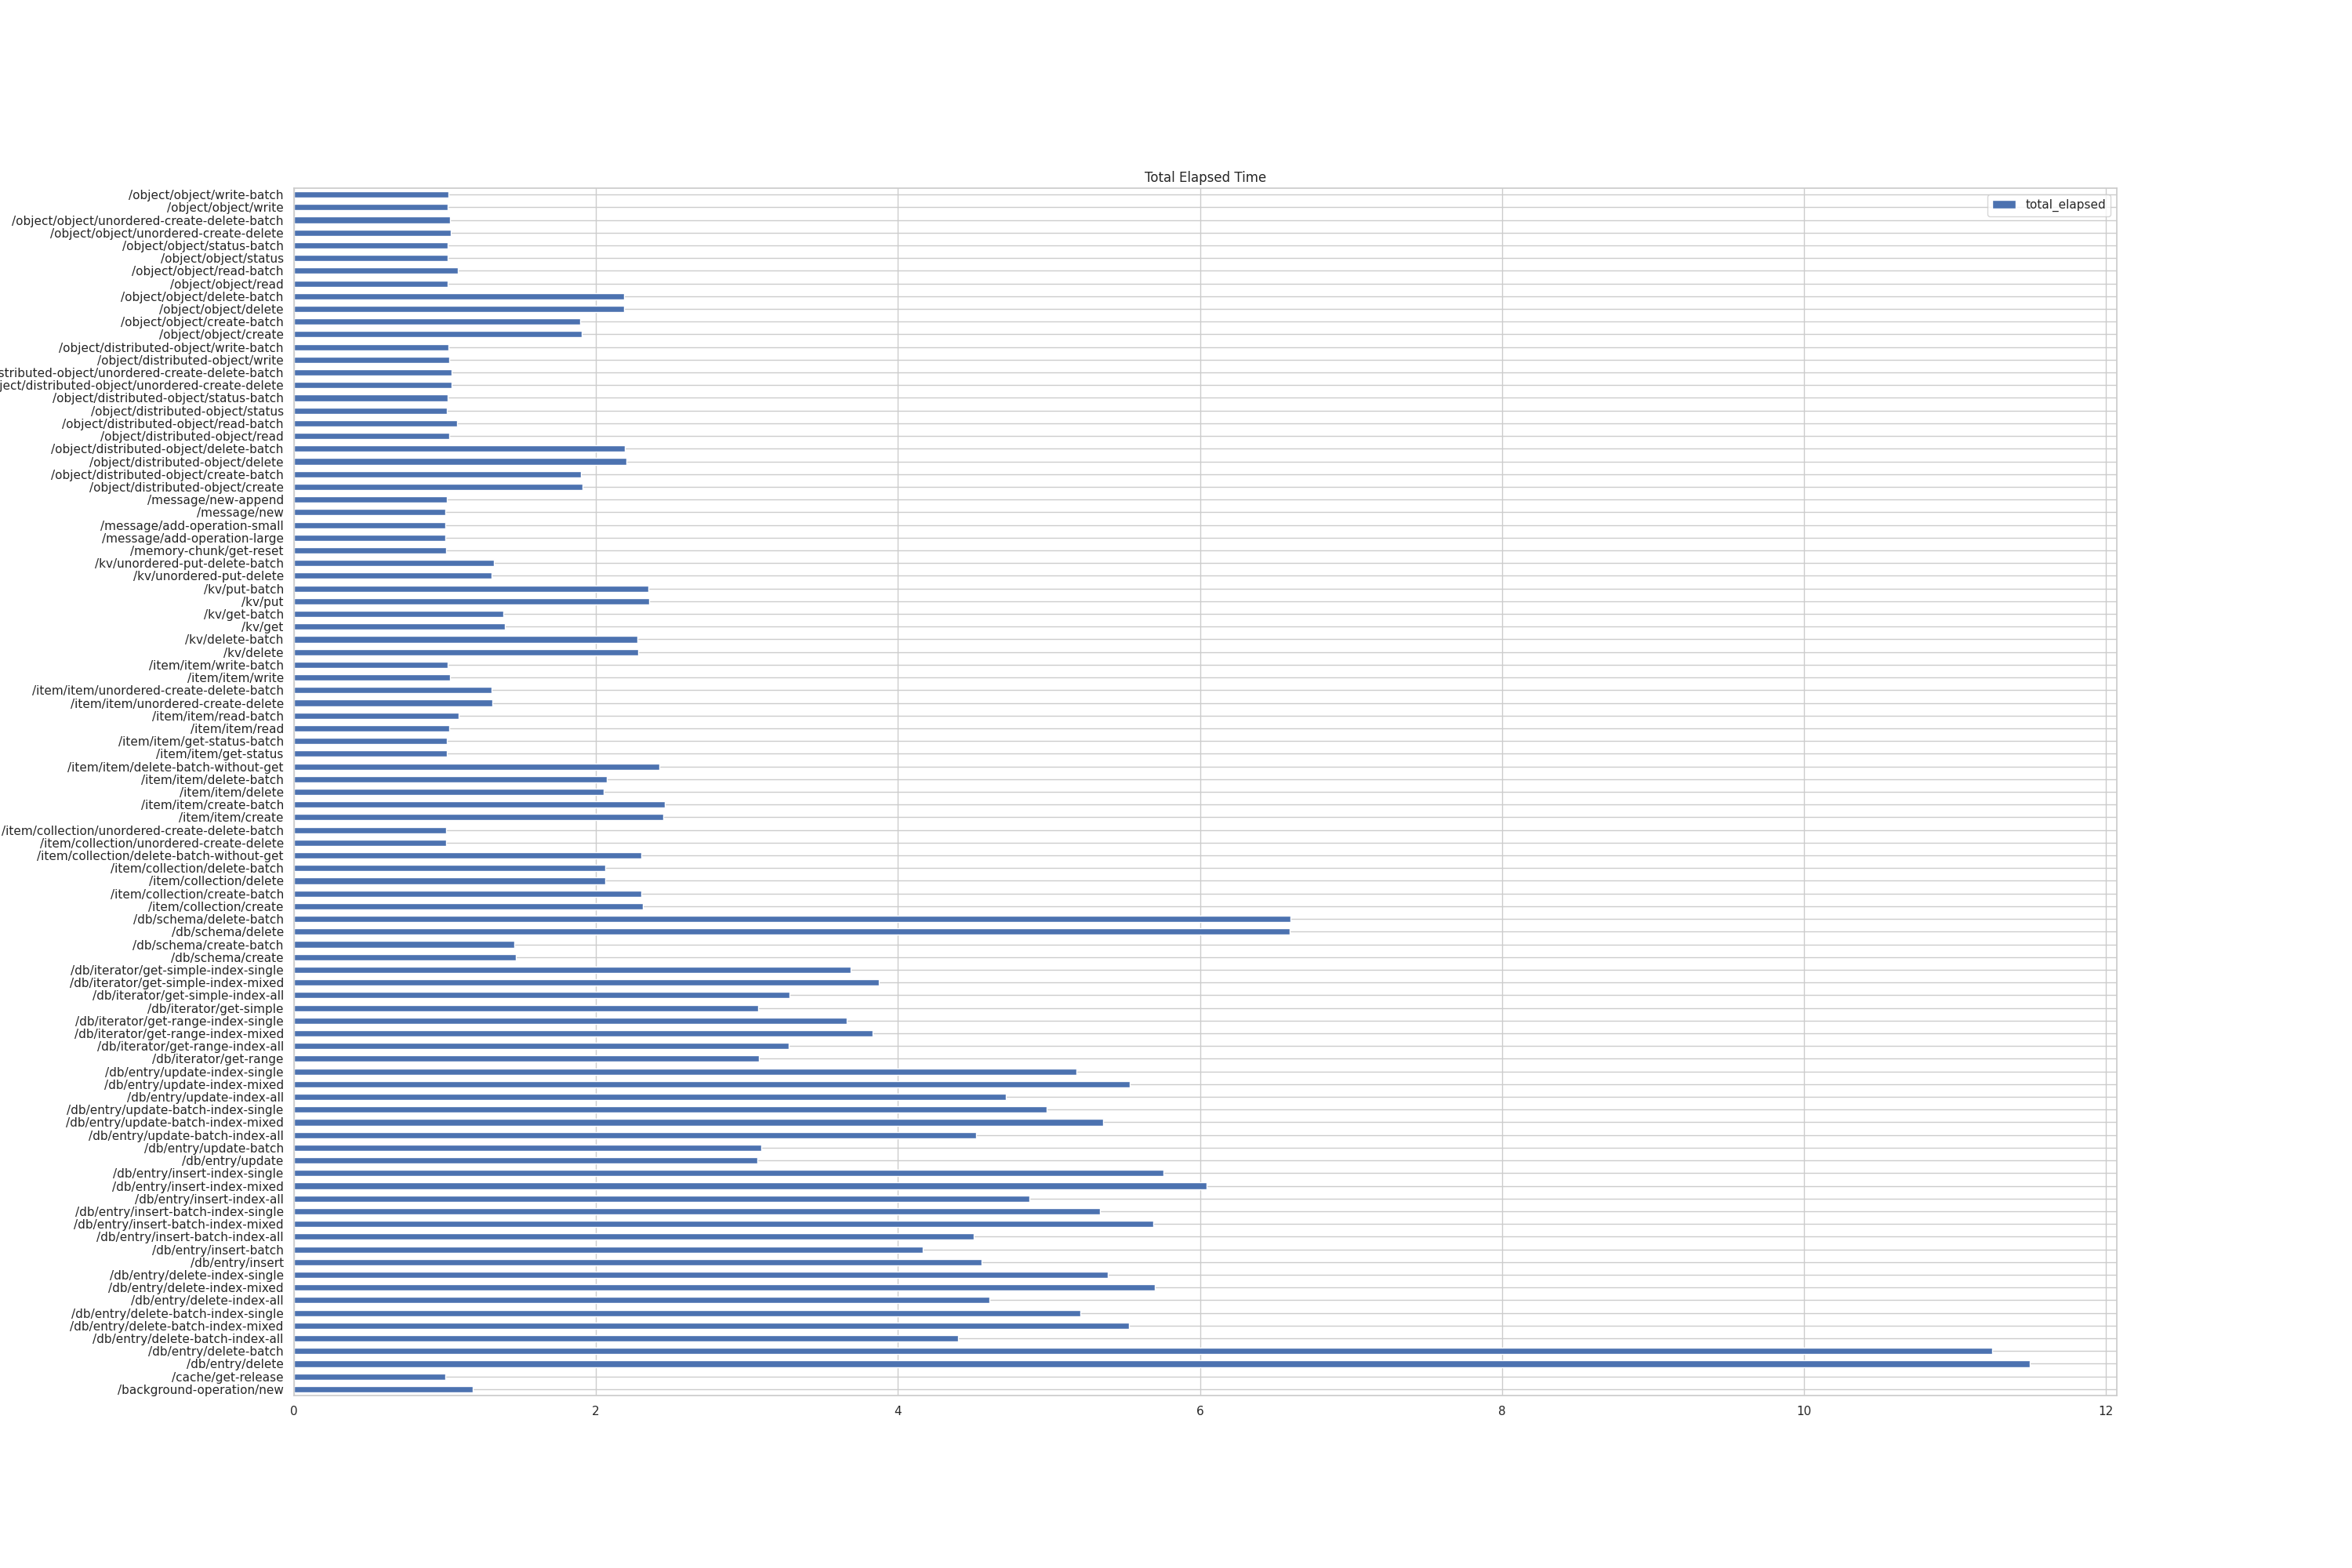 Total Elapsed Time
total_elapsed
/object/object/write-batch
/object/object/write
/object/object/unordered-create-delete-batch
/object/object/unordered-create-delete
/object/object/status-batch
/object/object/status
/object/object/read-batch
/object/object/read
/object/object/delete-batch
/object/object/delete
/object/object/create-batch
/object/object/create
/object/distributed-object/write-batch
/object/distributed-object/write
stributed-object/unordered-create-delete-batch
ject/distributed-object/unordered-create-delete
/object/distributed-object/status-batch
/object/distributed-object/status
/object/distributed-object/read-batch
/object/distributed-object/read
/object/distributed-object/delete-batch
/object/distributed-object/delete
/object/distributed-object/create-batch
/object/distributed-object/create
/message/new-append
/message/new
/message/add-operation-small
/message/add-operation-large
/memory-chunk/get-reset
/kv/unordered-put-delete-batch
/kv/unordered-put-delete
/kv/put-batch
/kv/put
/kv/get-batch
/kv/get
/kv/delete-batch
/kv/delete
/item/item/write-batch
/item/item/write
/item/item/unordered-create-delete-batch
/item/item/unordered-create-delete
/item/item/read-batch
/item/item/read
/item/item/get-status-batch
/item/item/get-status
/item/item/delete-batch-without-get
/item/item/delete-batch
/item/item/delete
/item/item/create-batch
/item/item/create
/item/collection/unordered-create-delete-batch
/item/collection/unordered-create-delete
/item/collection/delete-batch-without-get
/item/collection/delete-batch
/item/collection/delete
/item/collection/create-batch
/item/collection/create
/db/schema/delete-batch
/db/schema/delete
/db/schema/create-batch
/db/schema/create
/db/iterator/get-simple-index-single
/db/iterator/get-simple-index-mixed
/db/iterator/get-simple-index-all
/db/iterator/get-simple
/db/iterator/get-range-index-single
/db/iterator/get-range-index-mixed
/db/iterator/get-range-index-all
/db/iterator/get-range
/db/entry/update-index-single
/db/entry/update-index-mixed
/db/entry/update-index-all
/db/entry/update-batch-index-single
/db/entry/update-batch-index-mixed
/db/entry/update-batch-index-all
/db/entry/update-batch
/db/entry/update
/db/entry/insert-index-single
/db/entry/insert-index-mixed
/db/entry/insert-index-all
/db/entry/insert-batch-index-single
/db/entry/insert-batch-index-mixed
/db/entry/insert-batch-index-all
/db/entry/insert-batch
/db/entry/insert
/db/entry/delete-index-single
/db/entry/delete-index-mixed
/db/entry/delete-index-all
/db/entry/delete-batch-index-single
/db/entry/delete-batch-index-mixed
/db/entry/delete-batch-index-all
/db/entry/delete-batch
/db/entry/delete
/cache/get-release
/background-operation/new
0 2 4 6 8 10 12